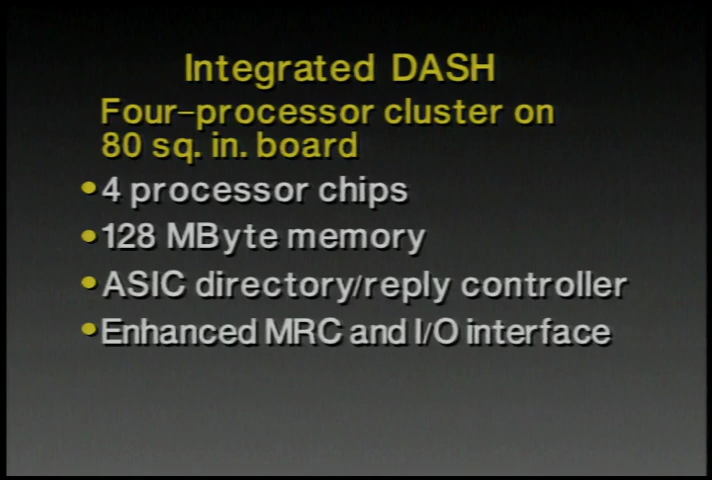 Integrated DASH
Four-processor cluster on
80 sq. in. board
•4 processor chips
•128 MByte memory
•ASIC directory/reply controller
•Enhanced MRC and I/O interface